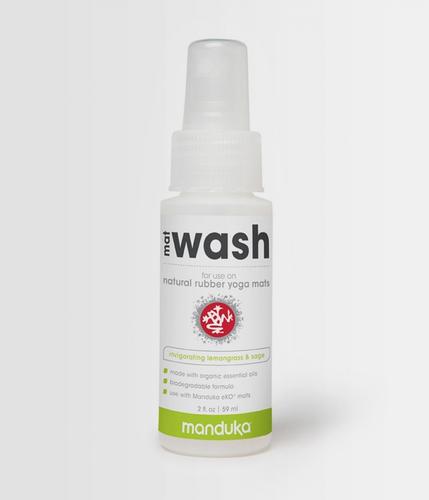 mat wash
for use on
natural rubber yoga mats
invigorating lemongrass & sage
made with organic essential oils
biodegradable formula
use with Manduka eKO® mats
2 fl oz | 59 ml
manduka